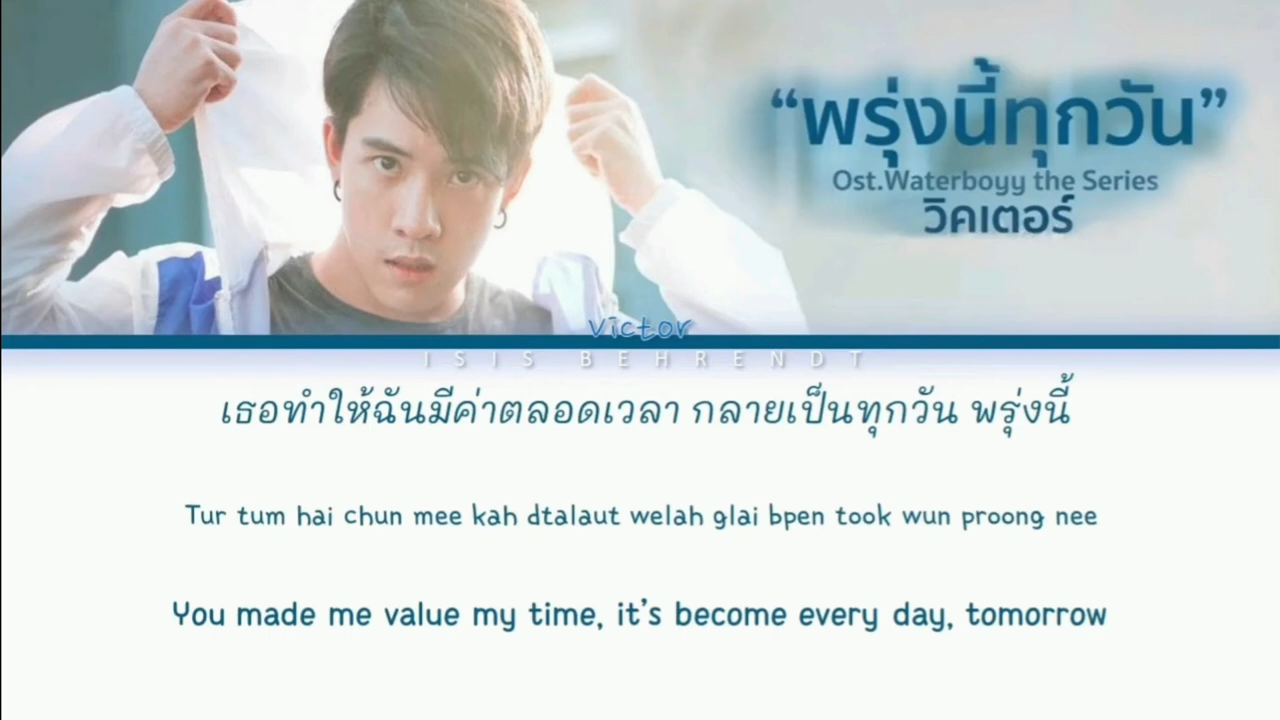 “พรุ่งนี้ทุกวัน”
Ost.Waterboyy the Series
วิคเตอร์
Victor
ISIS BEHRENDT
เธอทำให้ฉันมีค่าตลอดเวลา กลายเป็นทุกวัน พรุ่งนี้
Tur tum hai chun mee kah dtalaut welah glai bpen took wun proong nee
You made me value my time, it’s become every day, tomorrow